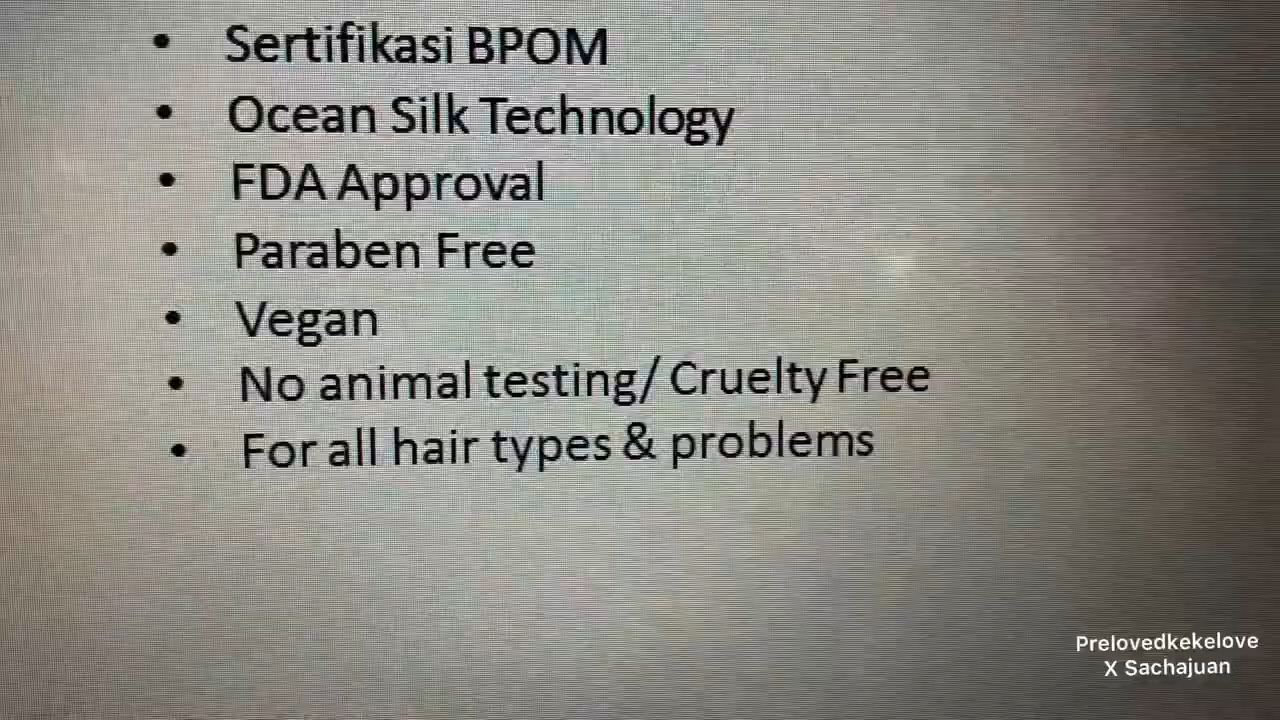 • Sertifikasi BPOM
• Ocean Silk Technology
• FDA Approval
• Paraben Free
• Vegan
• No animal testing/ Cruelty Free
• For all hair types & problems
Prelovedkekelove
X Sachajuan